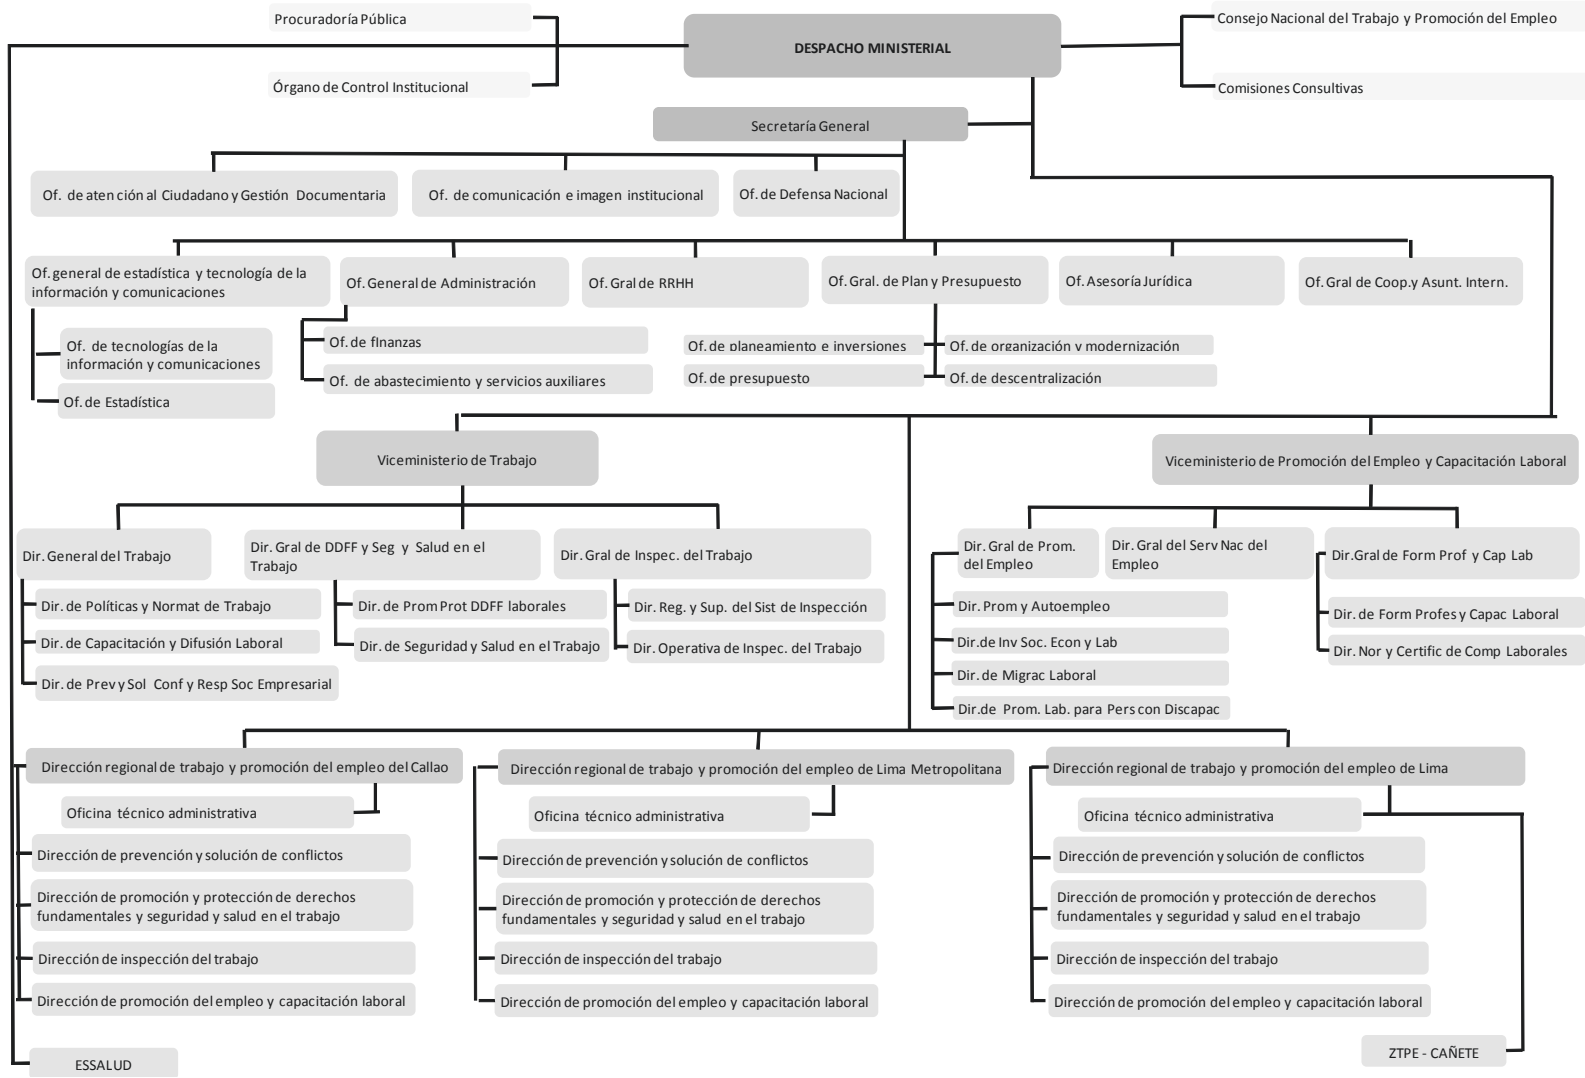 Procuradoría Pública
DESPACHO MINISTERIAL
Consejo Nacional del Trabajo y Promoción del Empleo
Órgano de Control Institucional
Comisiones Consultivas
Secretaría General
Of. de atención al Ciudadano y Gestión Documentaria
Of. de comunicación e imagen institucional
Of. de Defensa Nacional
Of. general de estadística y tecnología de la
información y comunicaciones
Of. General de Administración
Of. Gral de RRHH
Of. Gral. de Plan y Presupuesto
Of. Asesoría Jurídica
Of. Gral de Coop.y Asunt. Intern.
Of. de tecnologías de la
información y comunicaciones
Of. de Estadística
Of. de fInanzas
Of. de abastecimiento y servicios auxiliares
Of. de planeamiento e inversiones
Of. de organización y modernización
Of. de presupuesto
Of. de descentralización
Viceministerio de Trabajo
Viceministerio de Promoción del Empleo y Capacitación Laboral
Dir. General del Trabajo
Dir. Gral de DDFF y Seg y Salud en el
Trabajo
Dir. Gral de Inspec. del Trabajo
Dir. de Políticas y Normat de Trabajo
Dir. de Capacitación y Difusión Laboral
Dir. de Prev y Sol Conf y Resp Soc Empresarial
Dir. de Prom Prot DDFF laborales
Dir. de Seguridad y Salud en el Trabajo
Dir. Reg. y Sup. del Sist de Inspección
Dir. Operativa de Inspec. del Trabajo
Dir. Gral de Prom.
del Empleo
Dir. Gral del Serv Nac del
Empleo
Dir.Gral de Form Prof y Cap Lab
Dir. Prom y Autoempleo
Dir.de Inv Soc. Econ y Lab
Dir. de Migrac Laboral
Dir.de Prom. Lab. para Pers con Discapac
Dir. de Form Profes y Capac Laboral
Dir. Nor y Certific de Comp Laborales
Dirección regional de trabajo y promoción del empleo del Callao
Oficina técnico administrativa
Dirección de prevención y solución de conflictos
Dirección de promoción y protección de derechos
fundamentales y seguridad y salud en el trabajo
Dirección de inspección del trabajo
Dirección de promoción del empleo y capacitación laboral
Dirección regional de trabajo y promoción del empleo de Lima Metropolitana
Oficina técnico administrativa
Dirección de prevención y solución de conflictos
Dirección de promoción y protección de derechos
fundamentales y seguridad y salud en el trabajo
Dirección de inspección del trabajo
Dirección de promoción del empleo y capacitación laboral
Dirección regional de trabajo y promoción del empleo de Lima
Oficina técnico administrativa
Dirección de prevención y solución de conflictos
Dirección de promoción y protección de derechos
fundamentales y seguridad y salud en el trabajo
Dirección de inspección del trabajo
Dirección de promoción del empleo y capacitación laboral
ESSALUD
ZTPE - CAÑETE